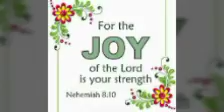 For the
JOY
of the Lord
is your strength
Nehemiah 8:10